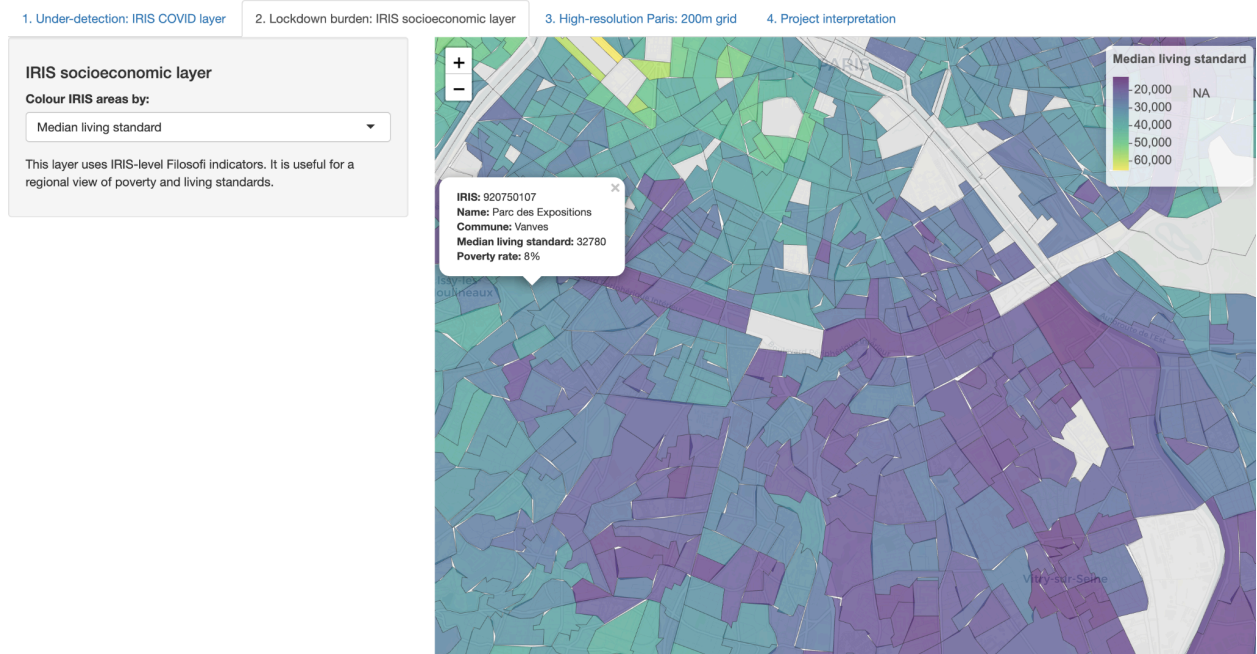 1. Under-detection: IRIS COVID layer
2. Lockdown burden: IRIS socioeconomic layer
3. High-resolution Paris: 200m grid
4. Project interpretation
IRIS socioeconomic layer
Colour IRIS areas by:
Median living standard
This layer uses IRIS-level Filosofi indicators. It is useful for a
regional view of poverty and living standards.
+
−
PARIS
Median living standard
20,000
NA
30,000
40,000
50,000
60,000
×
IRIS: 920750107
Name: Parc des Expositions
Commune: Vanves
Median living standard: 32780
Poverty rate: 8%
Vitry-sur-Seine